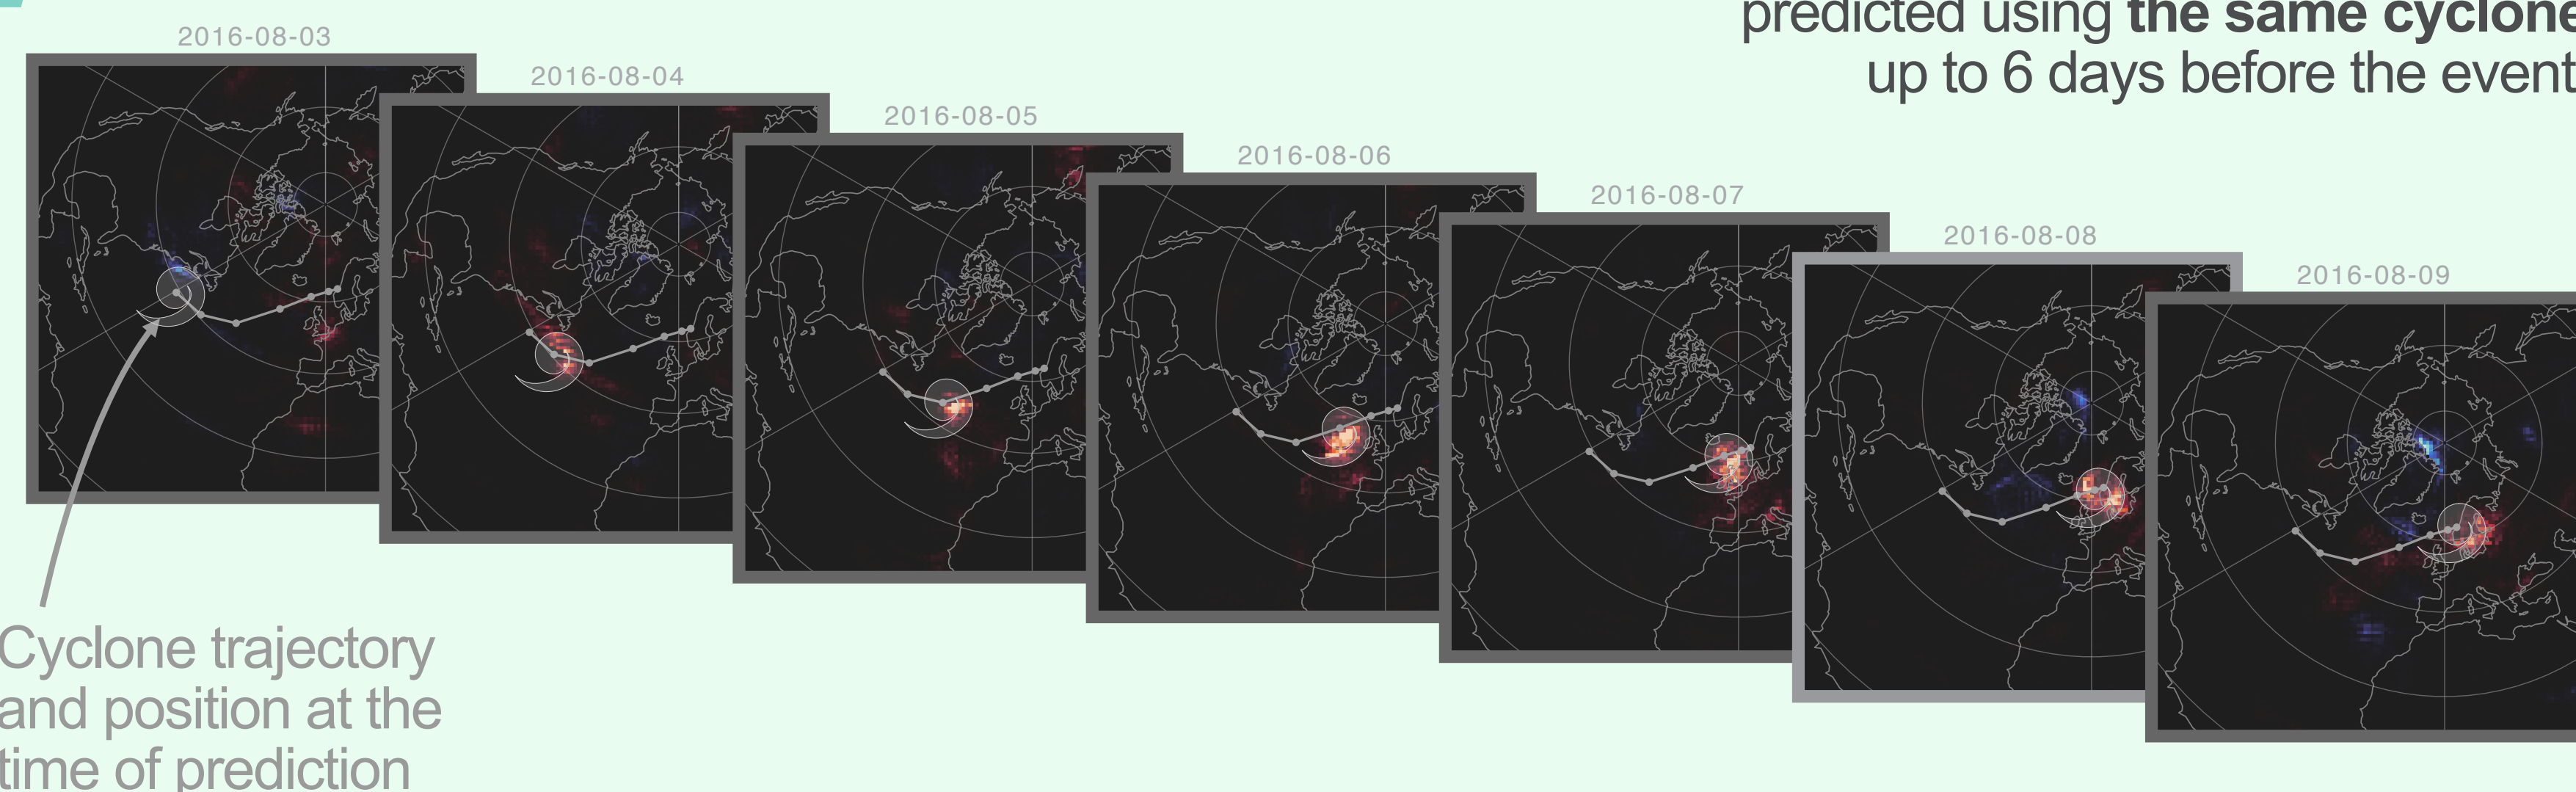 predicted using the same cyclone
up to 6 days before the event
2016-08-03
2016-08-04
2016-08-05
2016-08-06
2016-08-07
2016-08-08
2016-08-09
Cyclone trajectory
and position at the
time of prediction